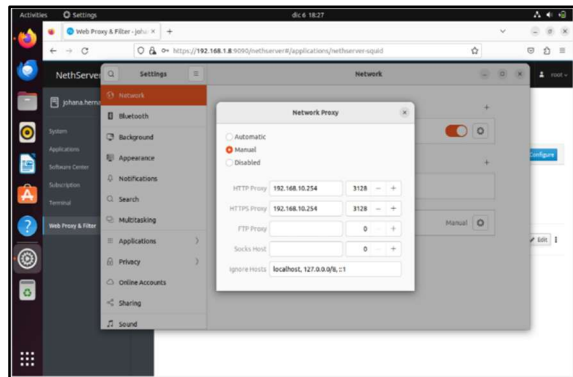 Activities
Settings
dic 6 18:27
Web Proxy & Filter - joha
https://192.168.1.8:9090/nethserver#/applications/nethserver-squid
NethServer
Settings
Network
root
johana.herna
Network
Bluetooth
Background
Appearance
Notifications
Search
Multitasking
Applications
Privacy
Online Accounts
Sharing
Sound
System
Applications
Software Center
Subscription
Terminal
Web Proxy & Filter
Network Proxy
Automatic
Manual
Disabled
HTTP Proxy 192.168.10.254 3128 - +
HTTPS Proxy 192.168.10.254 3128 - +
FTP Proxy 0 - +
Socks Host 0 - +
Ignore Hosts localhost, 127.0.0.0/8, ::1
Configure
Manual
Edit